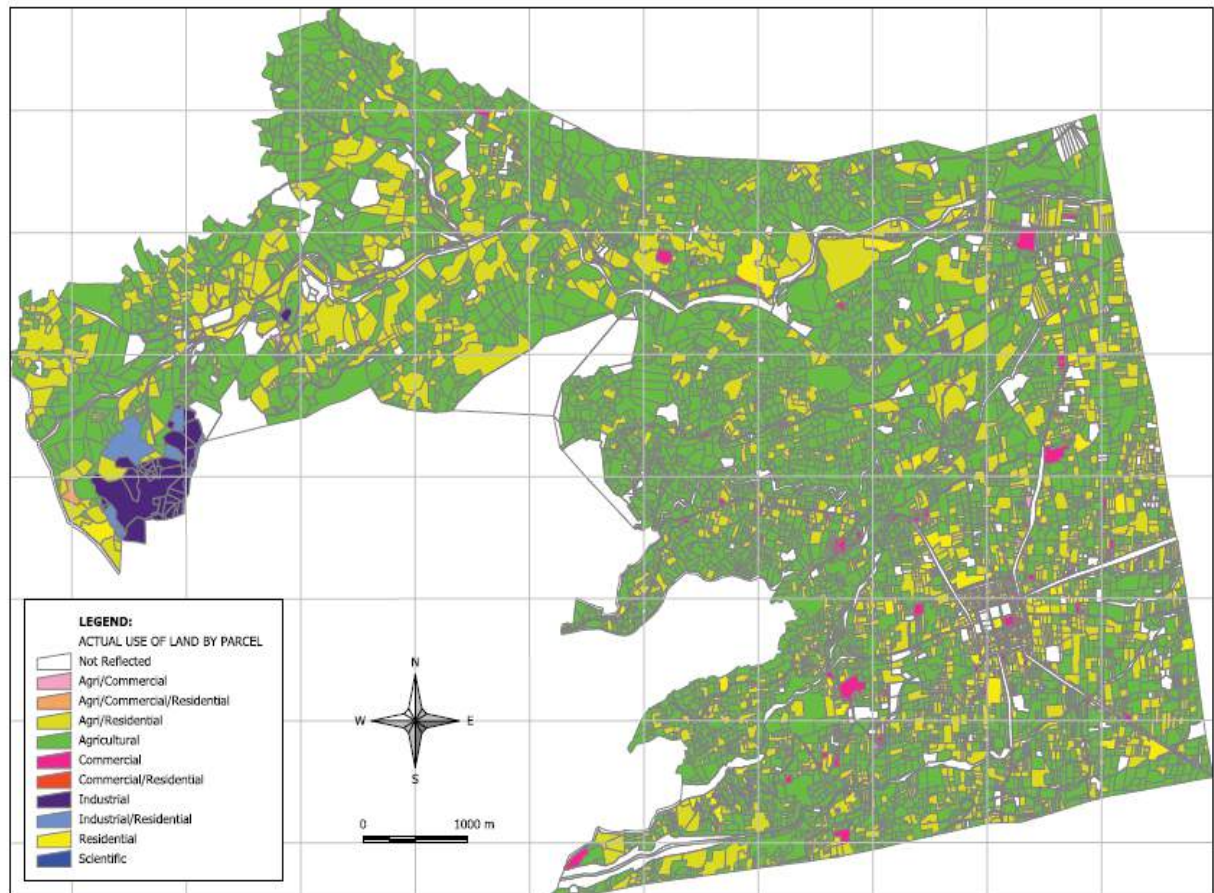 N
W E
S
0 1000 m
LEGEND:
ACTUAL USE OF LAND BY PARCEL
Not Reflected
Agri/Commercial
Agri/Commercial/Residential
Agri/Residential
Agricultural
Commercial
Commercial/Residential
Industrial
Industrial/Residential
Residential
Scientific